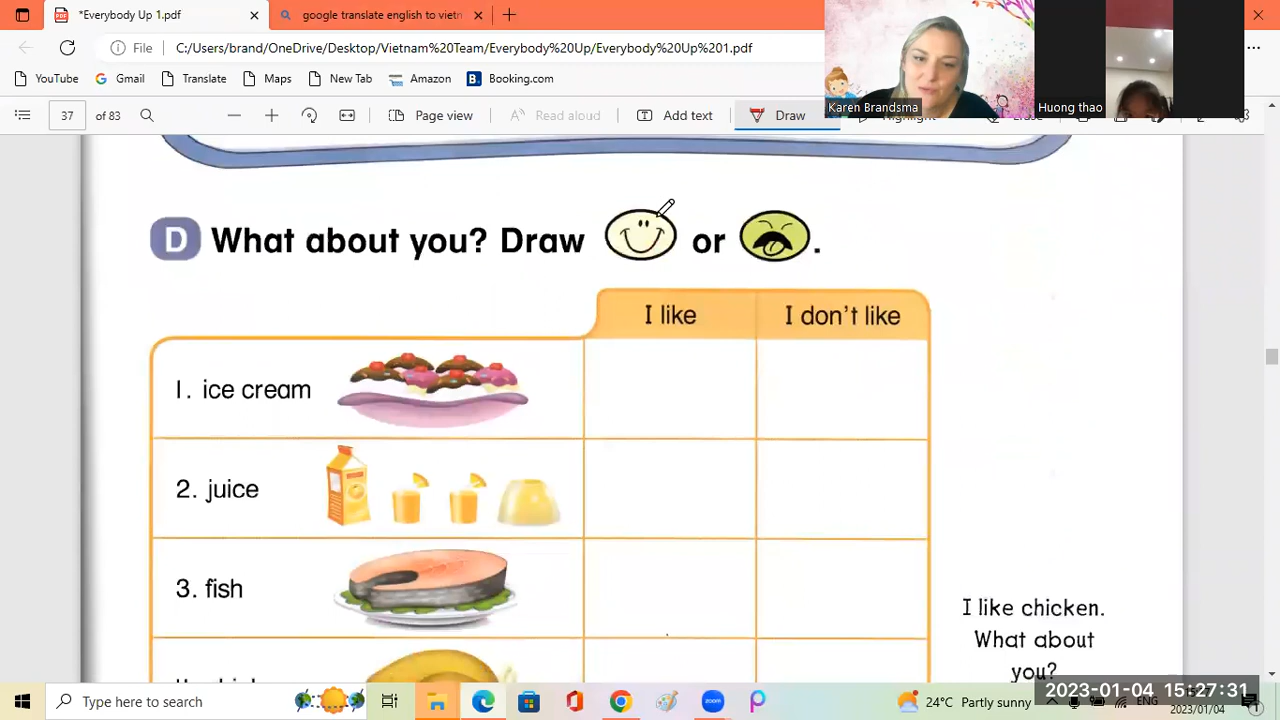 *Everybody Up 1.pdf
google translate english to vietn
File
C:/Users/brand/OneDrive/Desktop/Vietnam%20Team/Everybody%20Up/Everybody%20Up%201.pdf
YouTube
Gmail
Translate
Maps
New Tab
Amazon
Booking.com
37 of 83
Page view
Read aloud
Add text
Draw
Karen Brandsma
Huong thao
D What about you? Draw or .
I like
I don't like
1. ice cream
2. juice
3. fish
I like chicken.
What about
you?
Type here to search
24°C Partly sunny
ENG
2023-01-04 15:27:31
2023/01/04